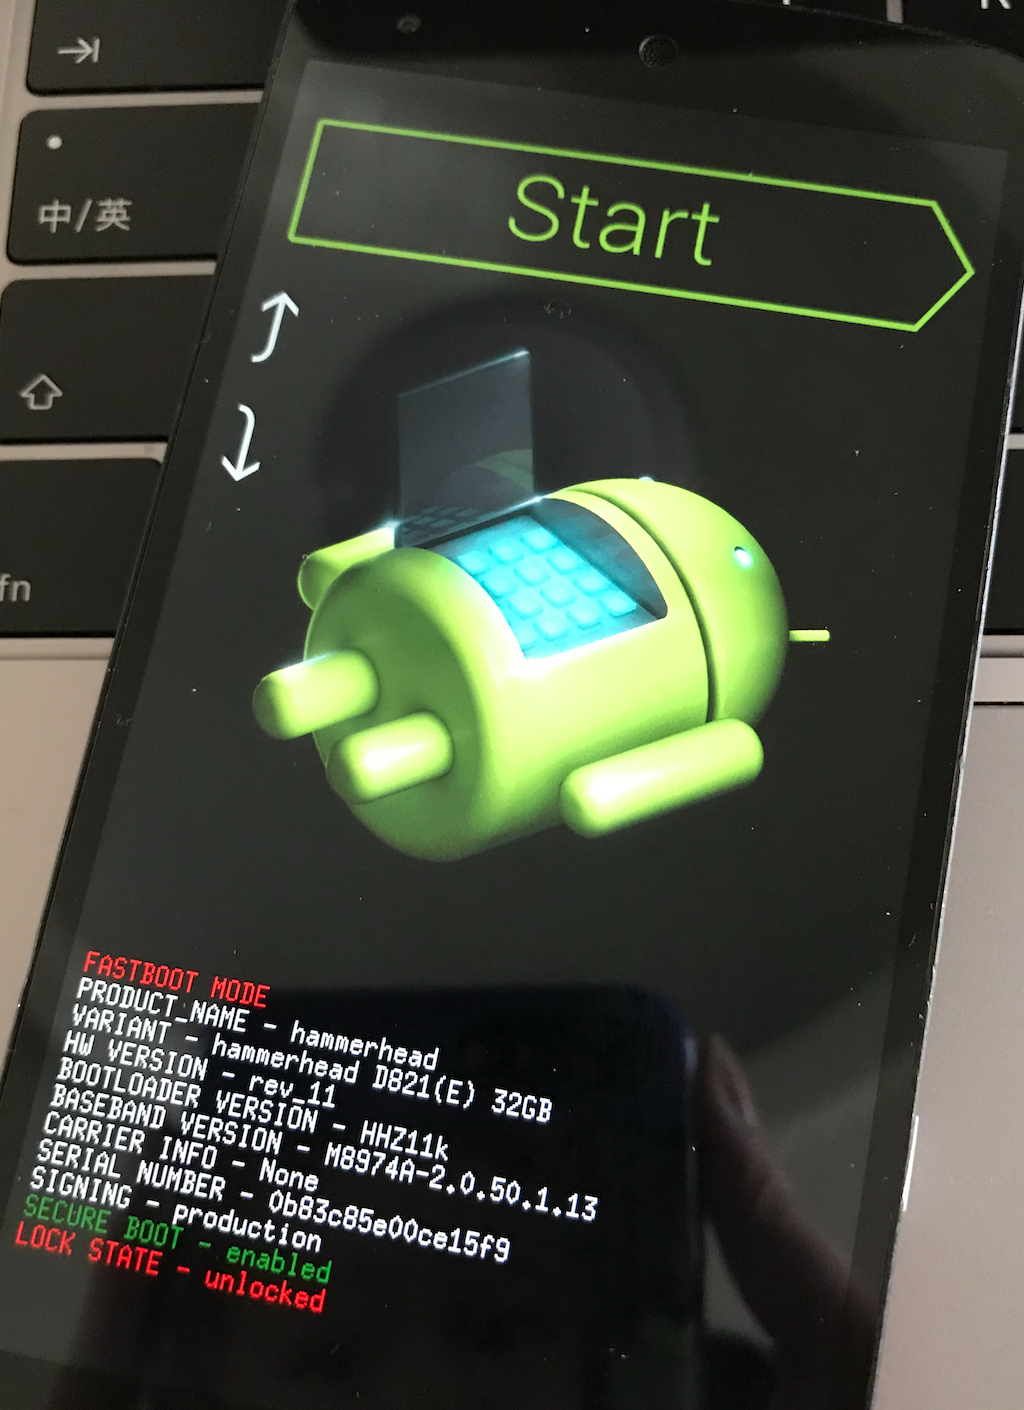 中/英
fn
Start
FASTBOOT MODE
PRODUCT_NAME - hammerhead
VARIANT - hammerhead D821(E) 32GB
HW VERSION - rev_11
BOOTLOADER VERSION - HHZ11k
BASEBAND VERSION - M8974A-2.0.50.1.13
CARRIER INFO - None
SERIAL NUMBER - 0b83c85e00ce15f9
SIGNING - production
SECURE BOOT - enabled
LOCK STATE - unlocked